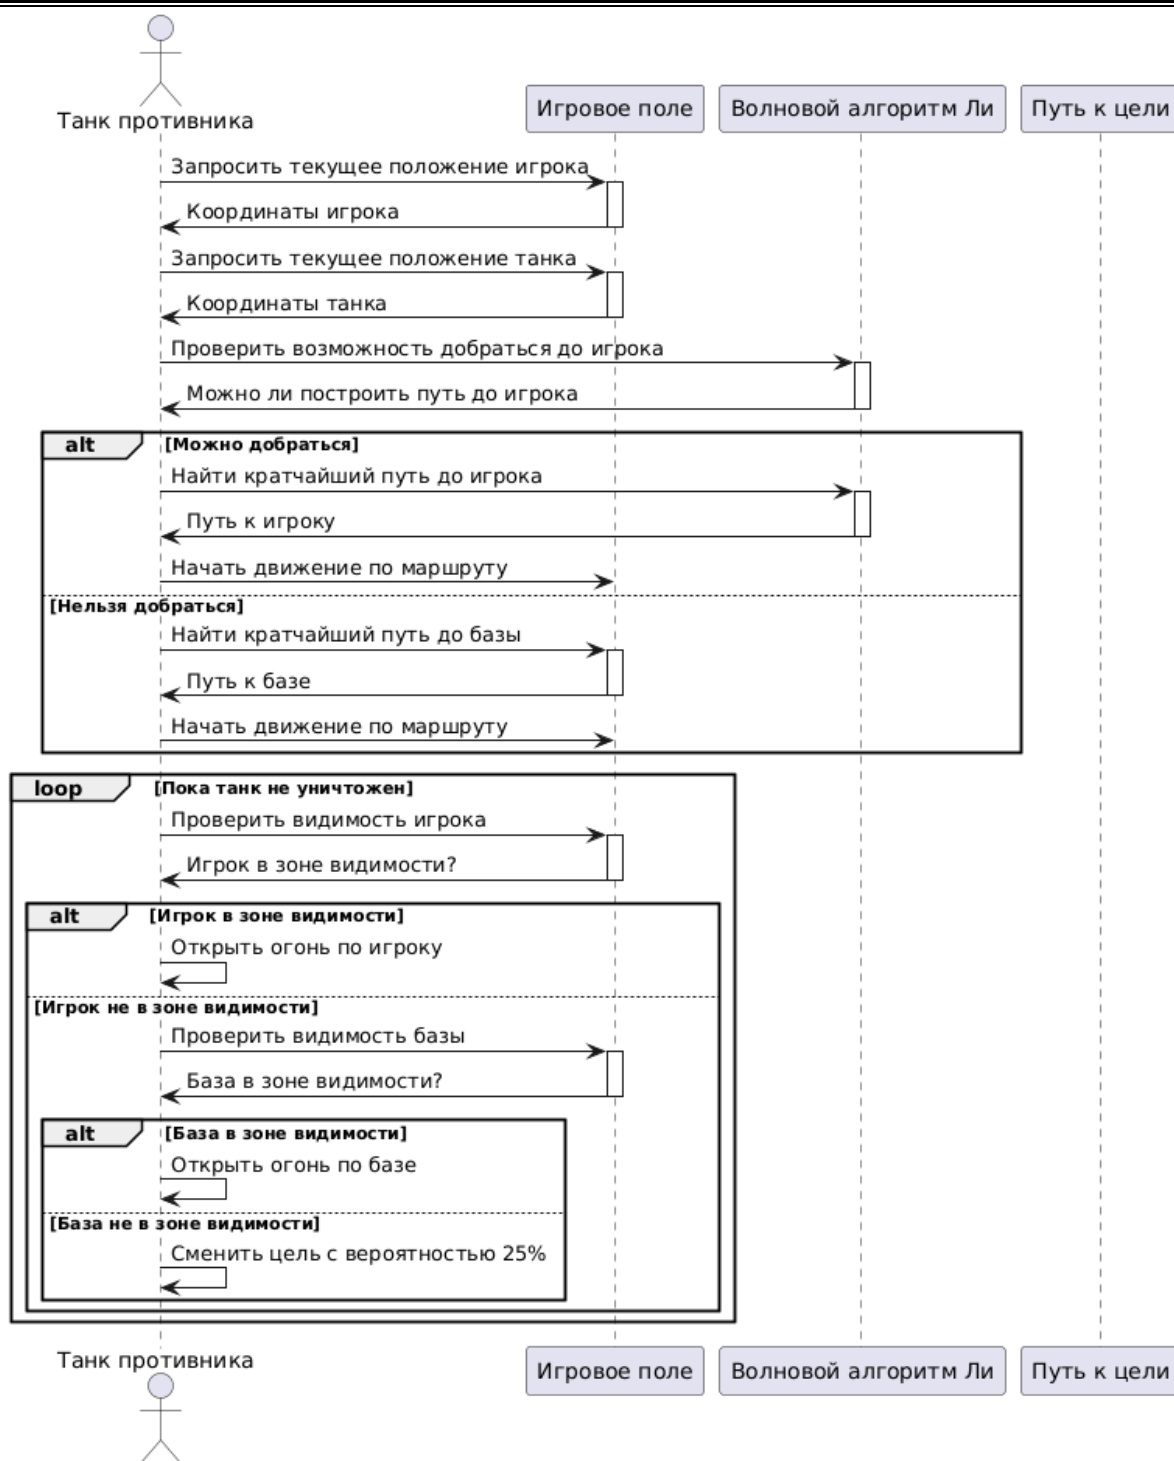 Танк противника
Игровое поле
Волновой алгоритм Ли
Путь к цели
Запросить текущее положение игрока
Координаты игрока
Запросить текущее положение танка
Координаты танка
Проверить возможность добраться до игрока
Можно ли построить путь до игрока
alt [Можно добраться]
Найти кратчайший путь до игрока
Путь к игроку
Начать движение по маршруту
[Нельзя добраться]
Найти кратчайший путь до базы
Путь к базе
Начать движение по маршруту
loop [Пока танк не уничтожен]
Проверить видимость игрока
Игрок в зоне видимости?
alt [Игрок в зоне видимости]
Открыть огонь по игроку
[Игрок не в зоне видимости]
Проверить видимость базы
База в зоне видимости?
alt [База в зоне видимости]
Открыть огонь по базе
[База не в зоне видимости]
Сменить цель с вероятностью 25%
Танк противника
Игровое поле
Волновой алгоритм Ли
Путь к цели